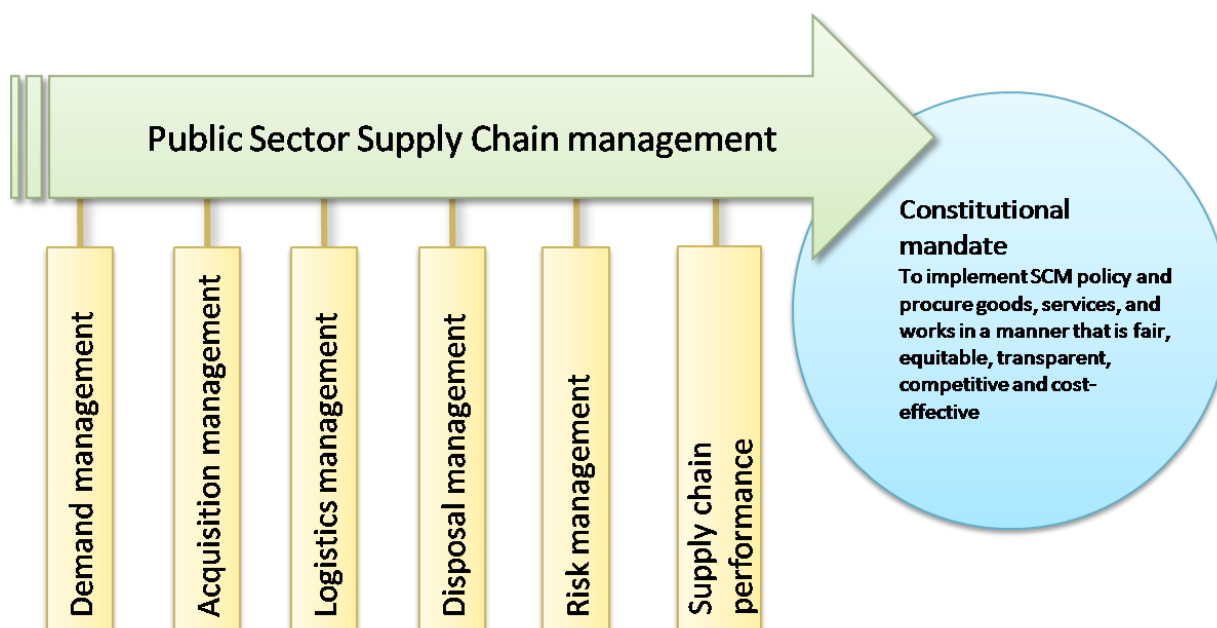 Public Sector Supply Chain management
Constitutional
mandate
To implement SCM policy and
procure goods, services, and
works in a manner that is fair,
equitable, transparent,
competitive and cost-
effective
Demand management
Acquisition management
Logistics management
Disposal management
Risk management
Supply chain
performance